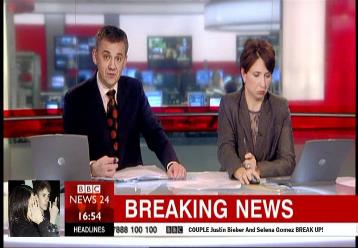 BBC
NEWS 24
16:54
HEADLINES
BREAKING NEWS
7888 100 100
BBC
COUPLE Justin Bieber And Selena Gomez BREAK UP!